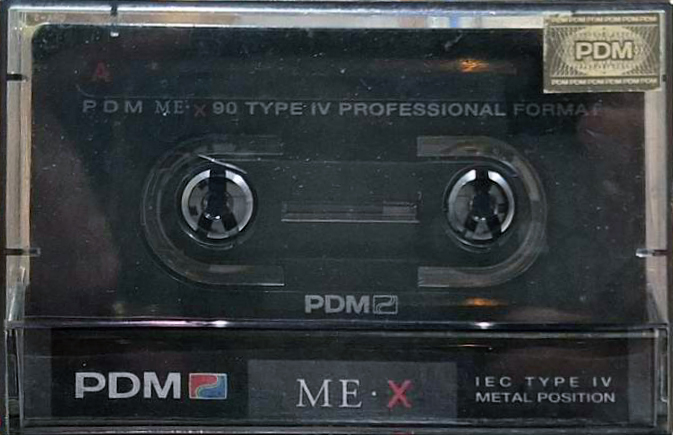 PDM
A
PDM ME·X 90 TYPE IV PROFESSIONAL FORMAT
PDM
PDM
ME·X
IEC TYPE IV
METAL POSITION